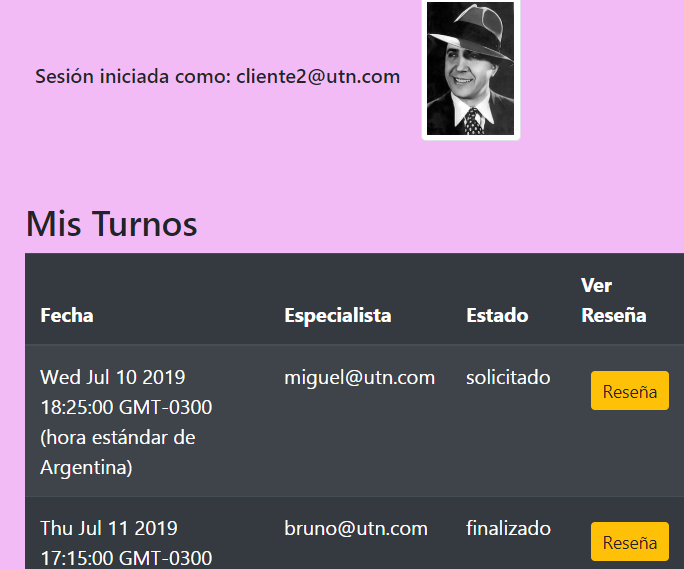 Sesión iniciada como: cliente2@utn.com
Mis Turnos
Fecha Especialista Estado Ver Reseña
Wed Jul 10 2019 miguel@utn.com solicitado Reseña
18:25:00 GMT-0300
(hora estándar de
Argentina)
Thu Jul 11 2019 bruno@utn.com finalizado Reseña
17:15:00 GMT-0300